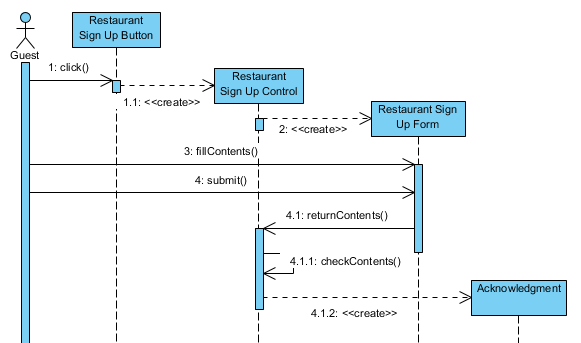 Restaurant
Sign Up Button
Guest
1: click()
Restaurant
Sign Up Control
1.1: <<create>>
Restaurant Sign
Up Form
2: <<create>>
3: fillContents()
4: submit()
4.1: returnContents()
4.1.1: checkContents()
Acknowledgment
4.1.2: <<create>>